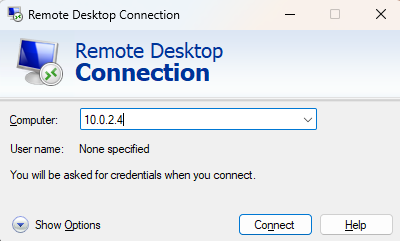 Remote Desktop Connection
Remote Desktop
Connection
Computer: 10.0.2.4
User name: None specified
You will be asked for credentials when you connect.
Show Options
Connect
Help